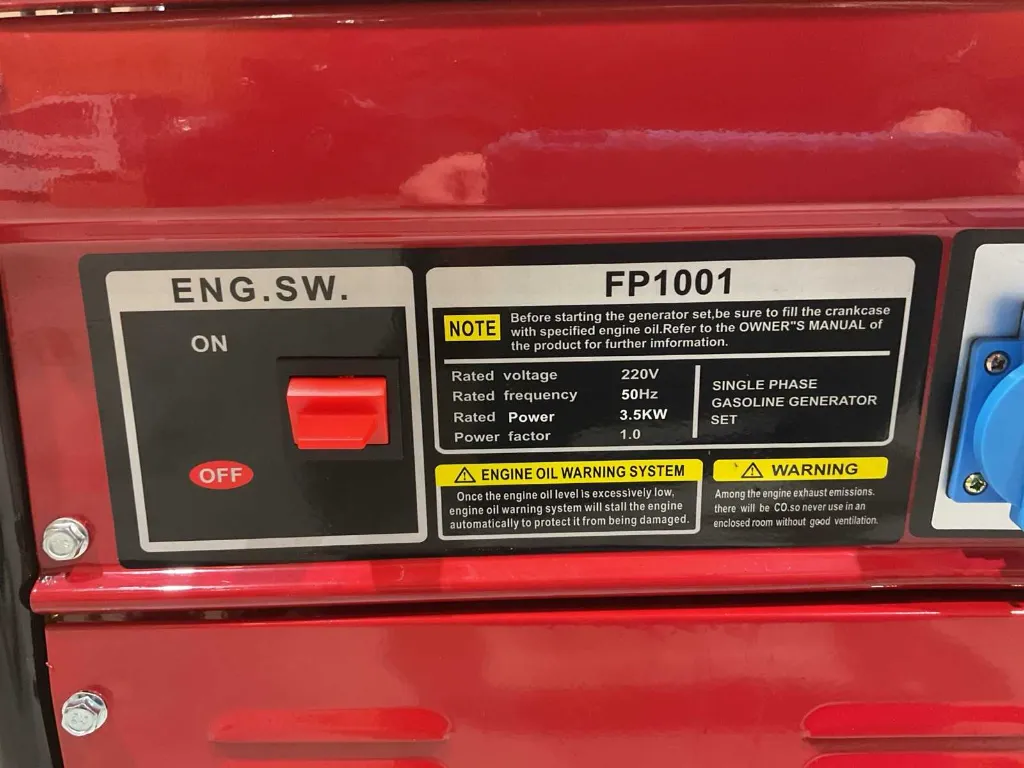 ENG.SW.
ON
OFF
FP1001
NOTE
Before starting the generator set,be sure to fill the crankcase
with specified engine oil.Refer to the OWNER"S MANUAL of
the product for further imformation.
Rated voltage 220V
Rated frequency 50Hz
Rated Power 3.5KW
Power factor 1.0
SINGLE PHASE
GASOLINE GENERATOR
SET
ENGINE OIL WARNING SYSTEM
Once the engine oil level is excessively low,
engine oil warning system will stall the engine
automatically to protect it from being damaged.
WARNING
Among the engine exhaust emissions.
there will be CO.so never use in an
enclosed room without good ventilation.